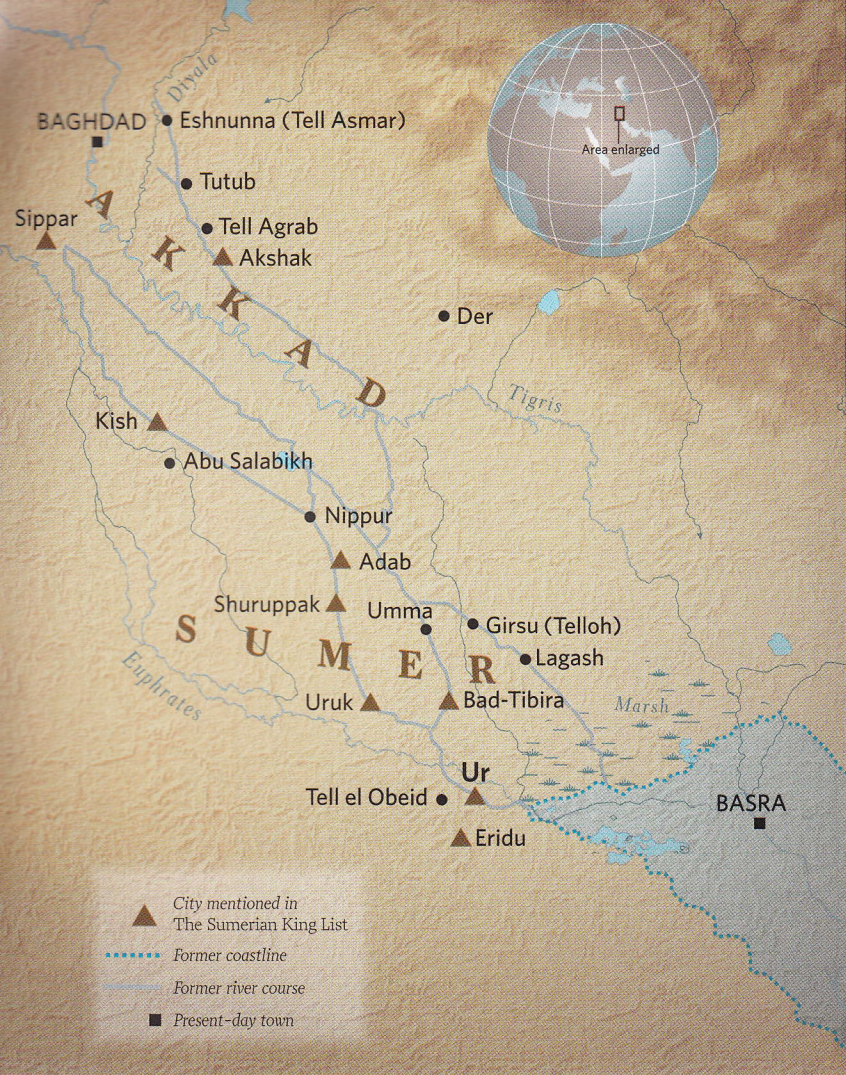 Diyala
BAGHDAD
Eshnunna (Tell Asmar)
Area enlarged
Tutub
Sippar
Tell Agrab
Akshak
AKKAD
Der
Tigris
Kish
Abu Salabikh
Nippur
Adab
Shuruppak
Umma
Girsu (Telloh)
SUMER
Lagash
Euphrates
Uruk
Bad-Tibira
Marsh
Ur
Tell el Obeid
BASRA
Eridu
City mentioned in
The Sumerian King List
Former coastline
Former river course
Present-day town